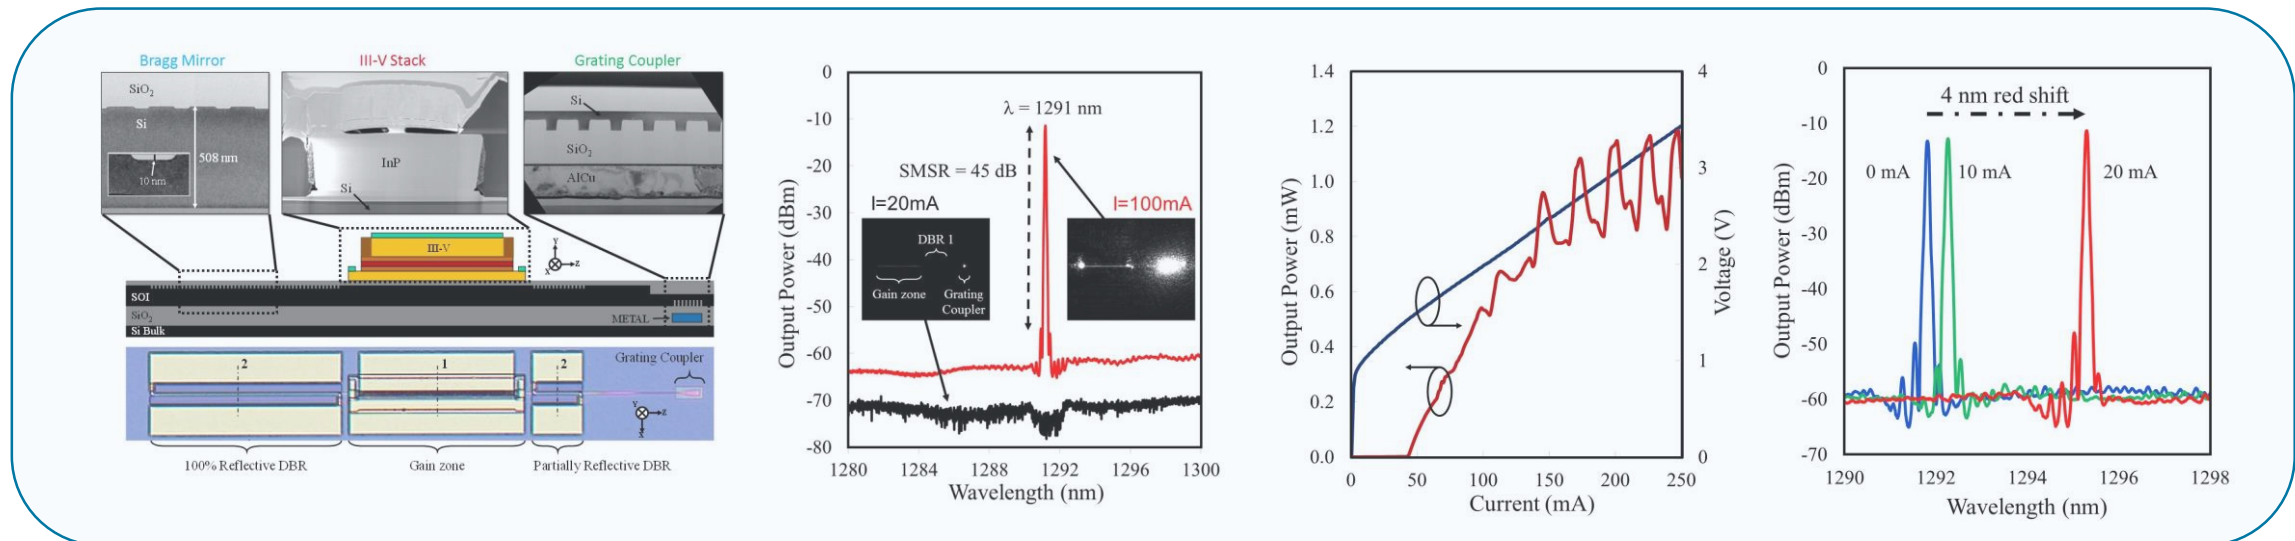 Bragg Mirror
III-V Stack
Grating Coupler
SiO₂
Si
508 nm
10 nm
InP
Si
Si
SiO₂
AlCu
III-V
Y
X
Z
SOI
SiO₂
METAL
Si Bulk
2
1
2
Grating Coupler
Y
Z
X
100% Reflective DBR
Gain zone
Partially Reflective DBR
Output Power (dBm)
0
-10
-20
-30
-40
-50
-60
-70
-80
λ = 1291 nm
SMSR = 45 dB
I=20mA
I=100mA
DBR 1
Gain zone
Grating
Coupler
1280
1284
1288
1292
1296
1300
Wavelength (nm)
Output Power (mW)
1.4
1.2
1.0
0.8
0.6
0.4
0.2
0.0
4
3
2
1
0
Voltage (V)
0
50
100
150
200
250
Current (mA)
Output Power (dBm)
0
-10
-20
-30
-40
-50
-60
-70
4 nm red shift
0 mA
10 mA
20 mA
1290
1292
1294
1296
1298
Wavelength (nm)